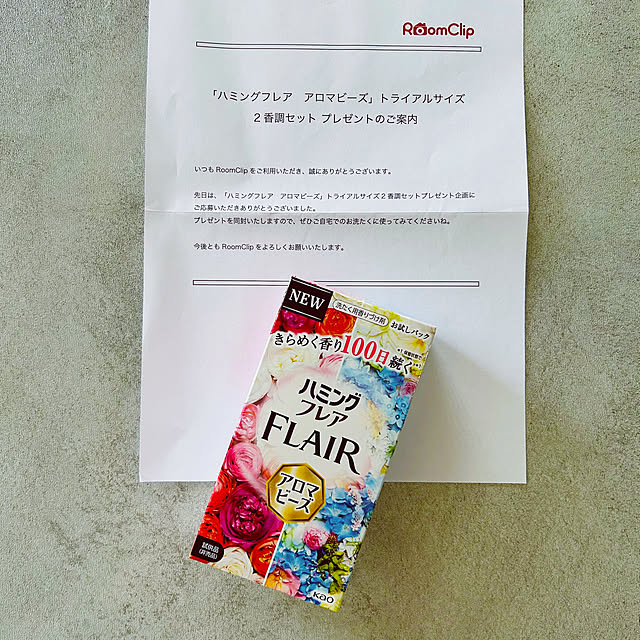 RoomClip
「ハミングフレア　アロマビーズ」トライアルサイズ
２香調セット プレゼントのご案内
いつも RoomClip をご利用いただき、誠にありがとうございます。
先日は、「ハミングフレア　アロマビーズ」トライアルサイズ２香調セットプレゼント企画に
ご応募いただきありがとうございました。
プレゼントを同封いたしますので、ぜひご自宅でのお洗たくに使ってみてくださいね。
今後とも RoomClip をよろしくお願いいたします。
NEW
洗たく用香りづけ剤
お試しパック
きらめく香り100日続く
ハミング
フレア
FLAIR
アロマ
ビーズ
試供品
(非売品)
Kao